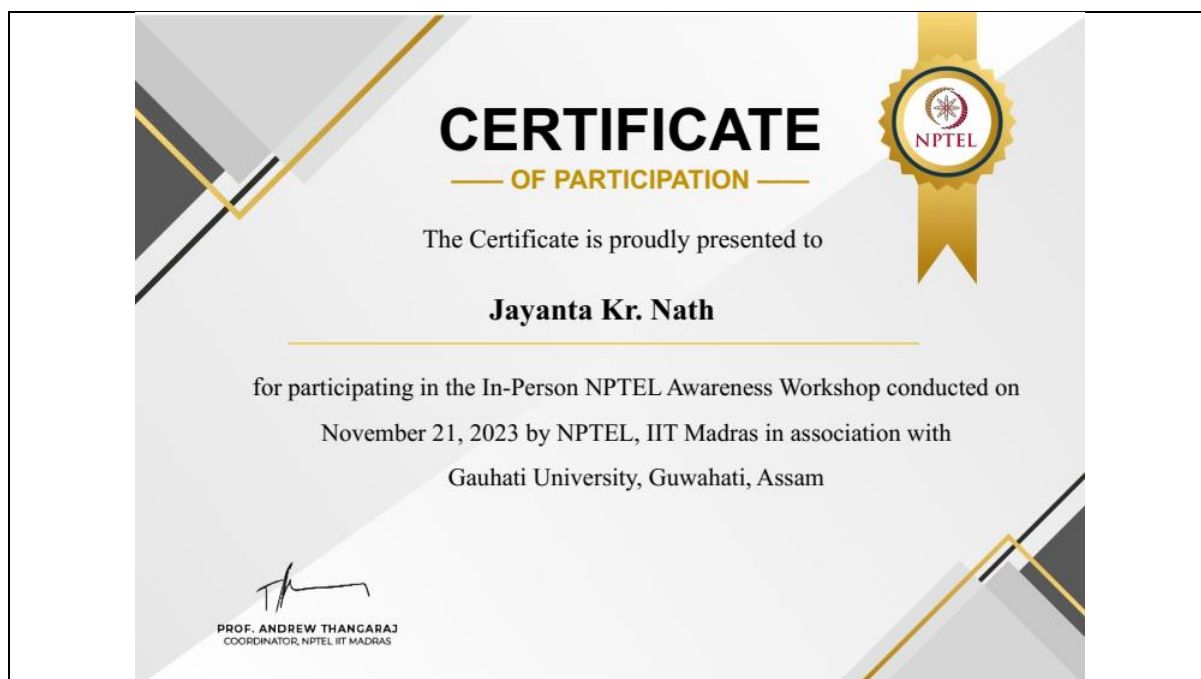 CERTIFICATE
OF PARTICIPATION
NPTEL
The Certificate is proudly presented to
Jayanta Kr. Nath
for participating in the In-Person NPTEL Awareness Workshop conducted on
November 21, 2023 by NPTEL, IIT Madras in association with
Gauhati University, Guwahati, Assam
PROF. ANDREW THANGARAJ
COORDINATOR, NPTEL IIT MADRAS